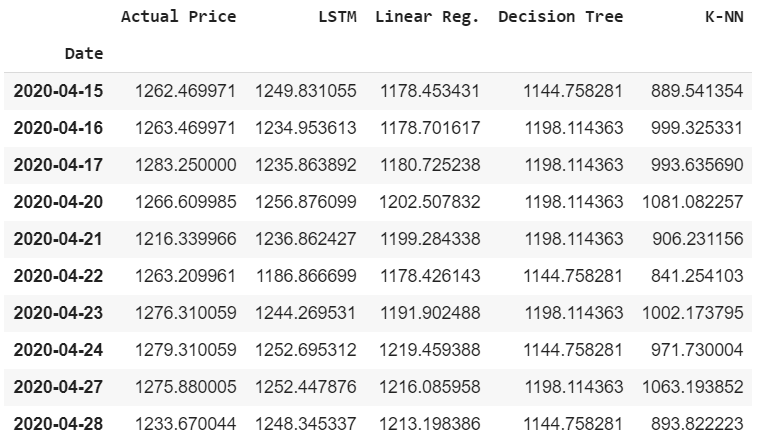 Actual Price LSTM Linear Reg. Decision Tree K-NN
Date
2020-04-15 1262.469971 1249.831055 1178.453431 1144.758281 889.541354
2020-04-16 1263.469971 1234.953613 1178.701617 1198.114363 999.325331
2020-04-17 1283.250000 1235.863892 1180.725238 1198.114363 993.635690
2020-04-20 1266.609985 1256.876099 1202.507832 1198.114363 1081.082257
2020-04-21 1216.339966 1236.862427 1199.284338 1198.114363 906.231156
2020-04-22 1263.209961 1186.866699 1178.426143 1144.758281 841.254103
2020-04-23 1276.310059 1244.269531 1191.902488 1198.114363 1002.173795
2020-04-24 1279.310059 1252.695312 1219.459388 1144.758281 971.730004
2020-04-27 1275.880005 1252.447876 1216.085958 1198.114363 1063.193852
2020-04-28 1233.670044 1248.345337 1213.198386 1144.758281 893.822223